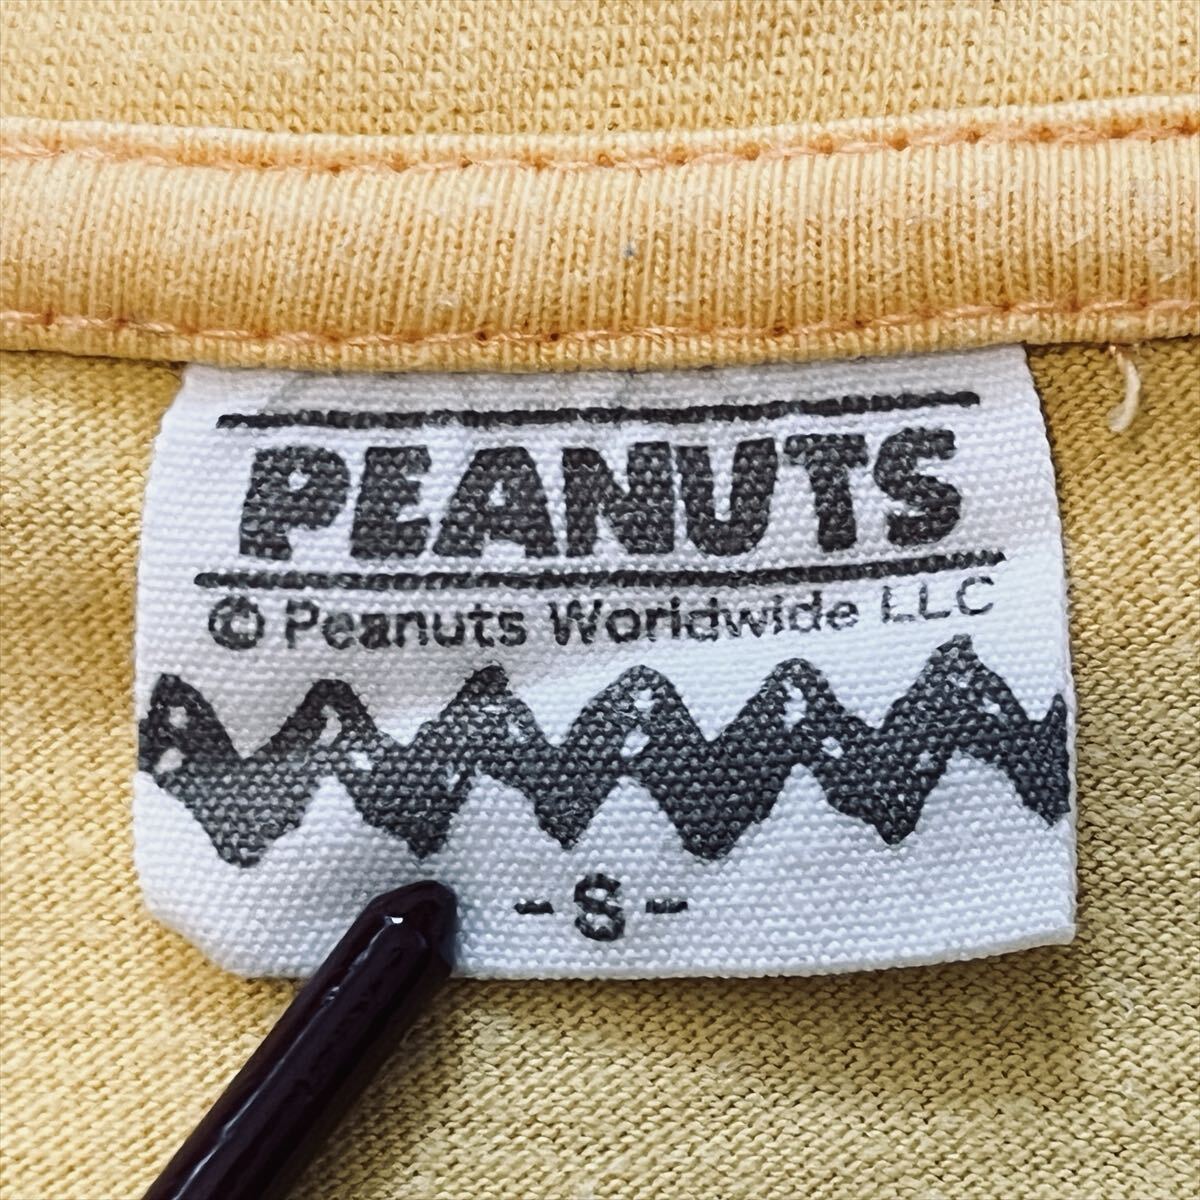 PEANUTS
© Peanuts Worldwide LLC
- S -